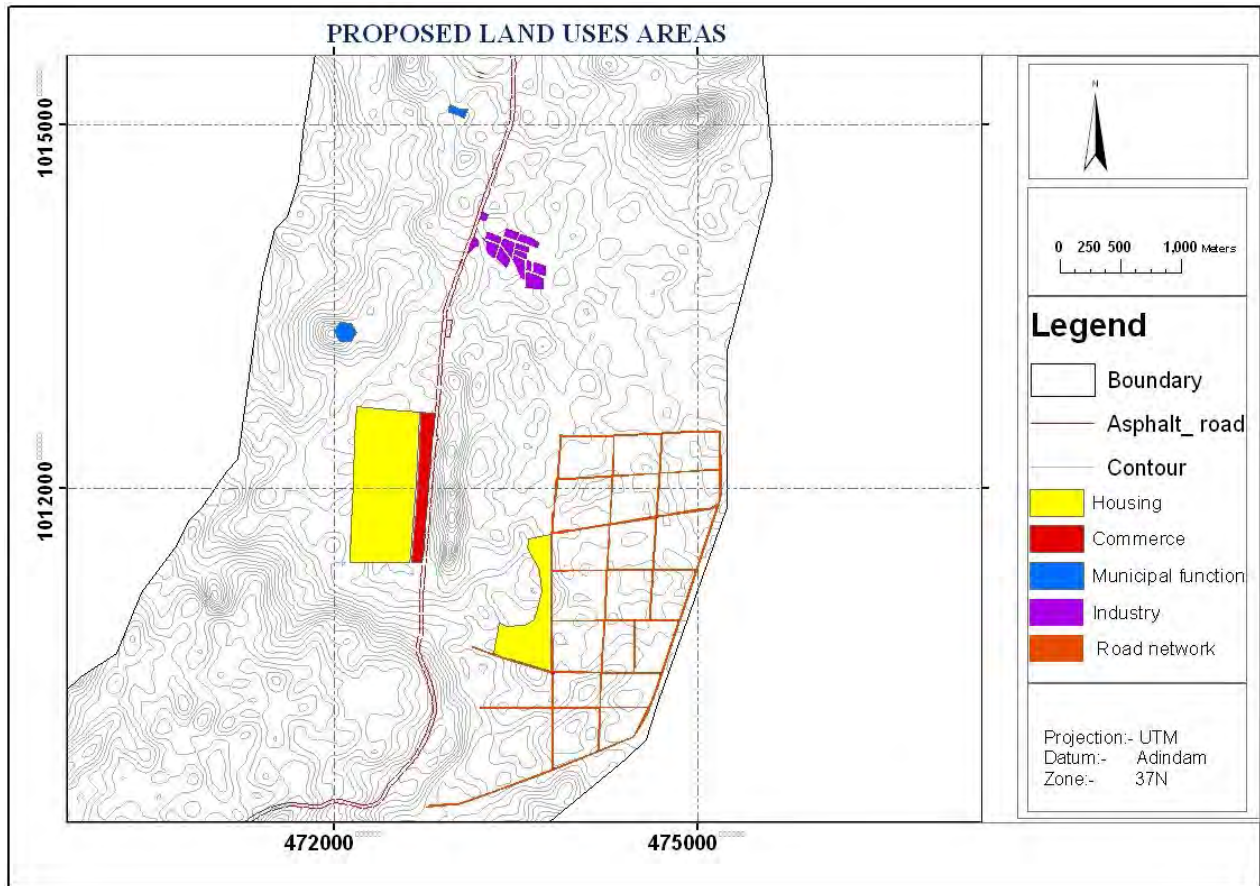 PROPOSED LAND USES AREAS
1015000
1012000
472000
475000
N
0 250 500 1,000 Meters
Legend
Boundary
Asphalt_ road
Contour
Housing
Commerce
Municipal function
Industry
Road network
Projection:- UTM
Datum:- Adindam
Zone:- 37N